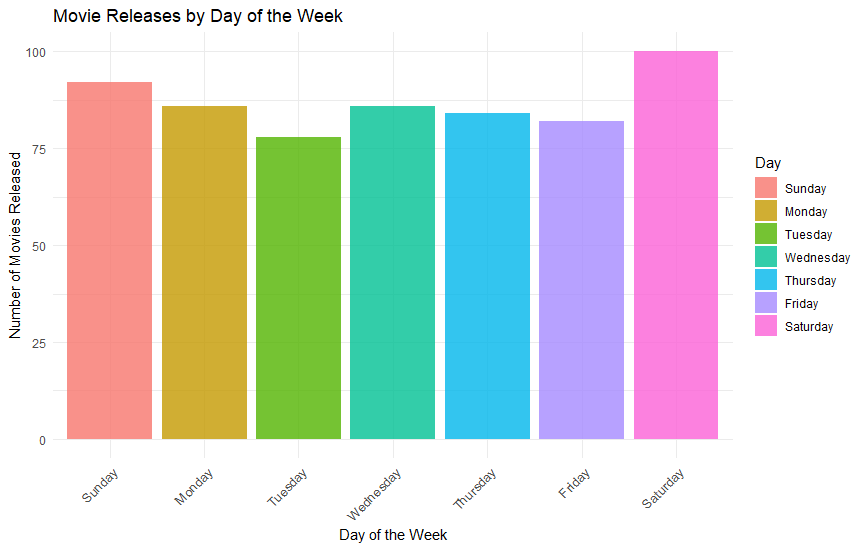 Movie Releases by Day of the Week
Number of Movies Released
100
75
50
25
0
Sunday
Monday
Tuesday
Wednesday
Thursday
Friday
Saturday
Day of the Week
Day
Sunday
Monday
Tuesday
Wednesday
Thursday
Friday
Saturday